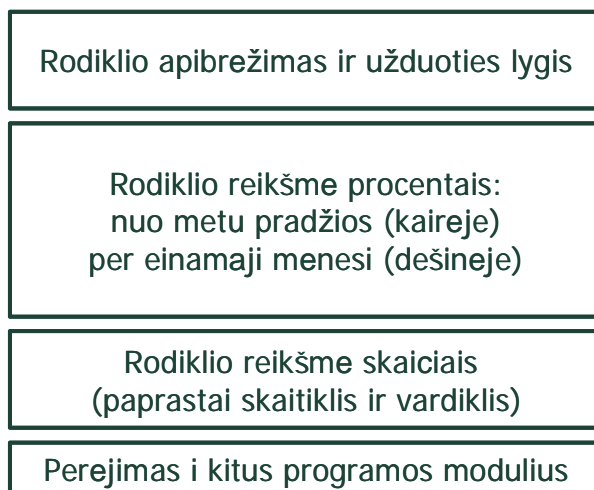 Rodiklio apibrežimas ir užduoties lygis
Rodiklio reikšme procentais:
nuo metu pradžios (kaireje)
per einamaji menesi (dešineje)
Rodiklio reikšme skaiciais
(paprastai skaitiklis ir vardiklis)
Perejimas i kitus programos modulius